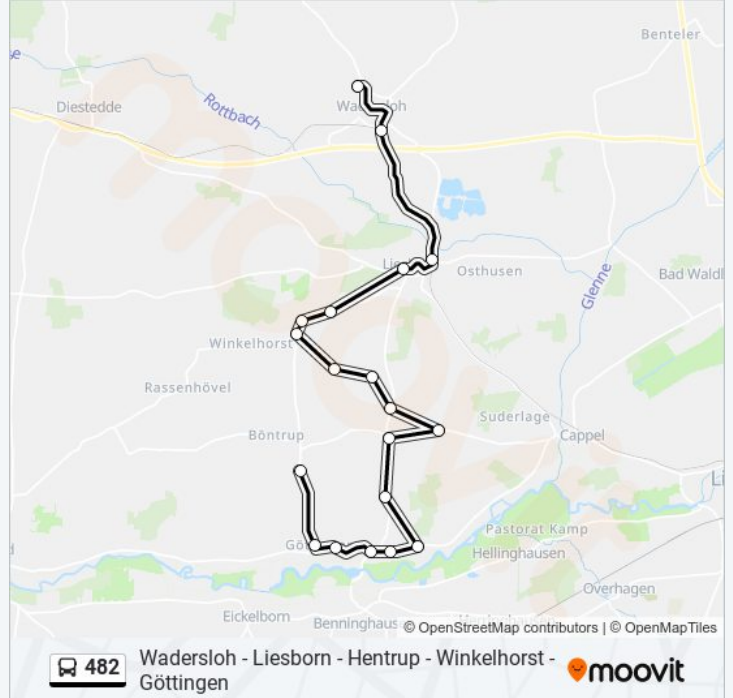 Benteler
Diestedde
Rottbach
Osthusen
Glenne
Bad Waldl
Winkelhorst
Rassenhövel
Suderlage
Böntrup
Cappel
Pastorat Kamp
Hellinghausen
Overhagen
Eickelborn
Benninghaus
© OpenStreetMap contributors | © OpenMapTiles
482
Wadersloh - Liesborn - Hentrup - Winkelhorst -
Göttingen
moovit